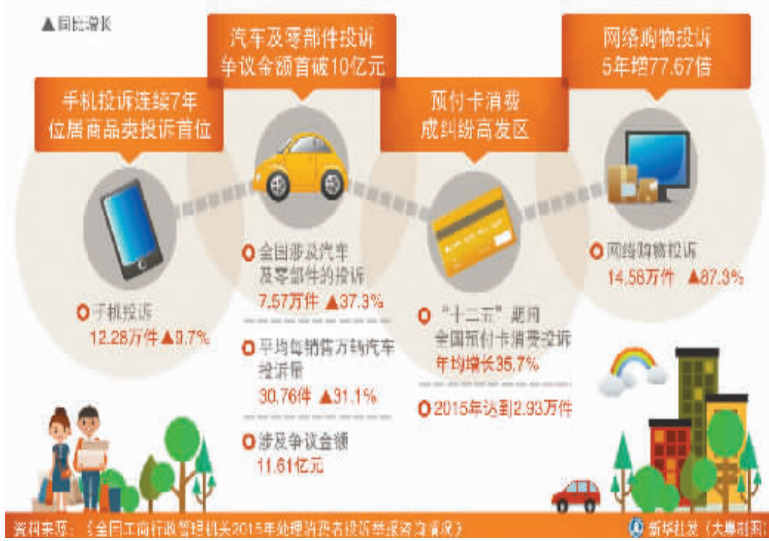 ▲同比增长
手机投诉连续7年
位居商品类投诉首位
手机投诉
12.28万件 ▲9.7%
汽车及零部件投诉
争议金额首破10亿元
全国涉及汽车
及零部件的投诉
7.57万件 ▲37.3%
平均每销售万辆汽车
投诉量
30.76件 ▲31.1%
涉及争议金额
11.61亿元
预付卡消费
成纠纷高发区
“十二五”期间
全国预付卡消费投诉
年均增长35.7%
2015年达到2.93万件
网络购物投诉
5年增77.67倍
网络购物投诉
14.58万件 ▲87.3%
资料来源：《全国工商行政管理机关2015年处理消费者投诉举报咨询情况》
新华社发（大巢制图）